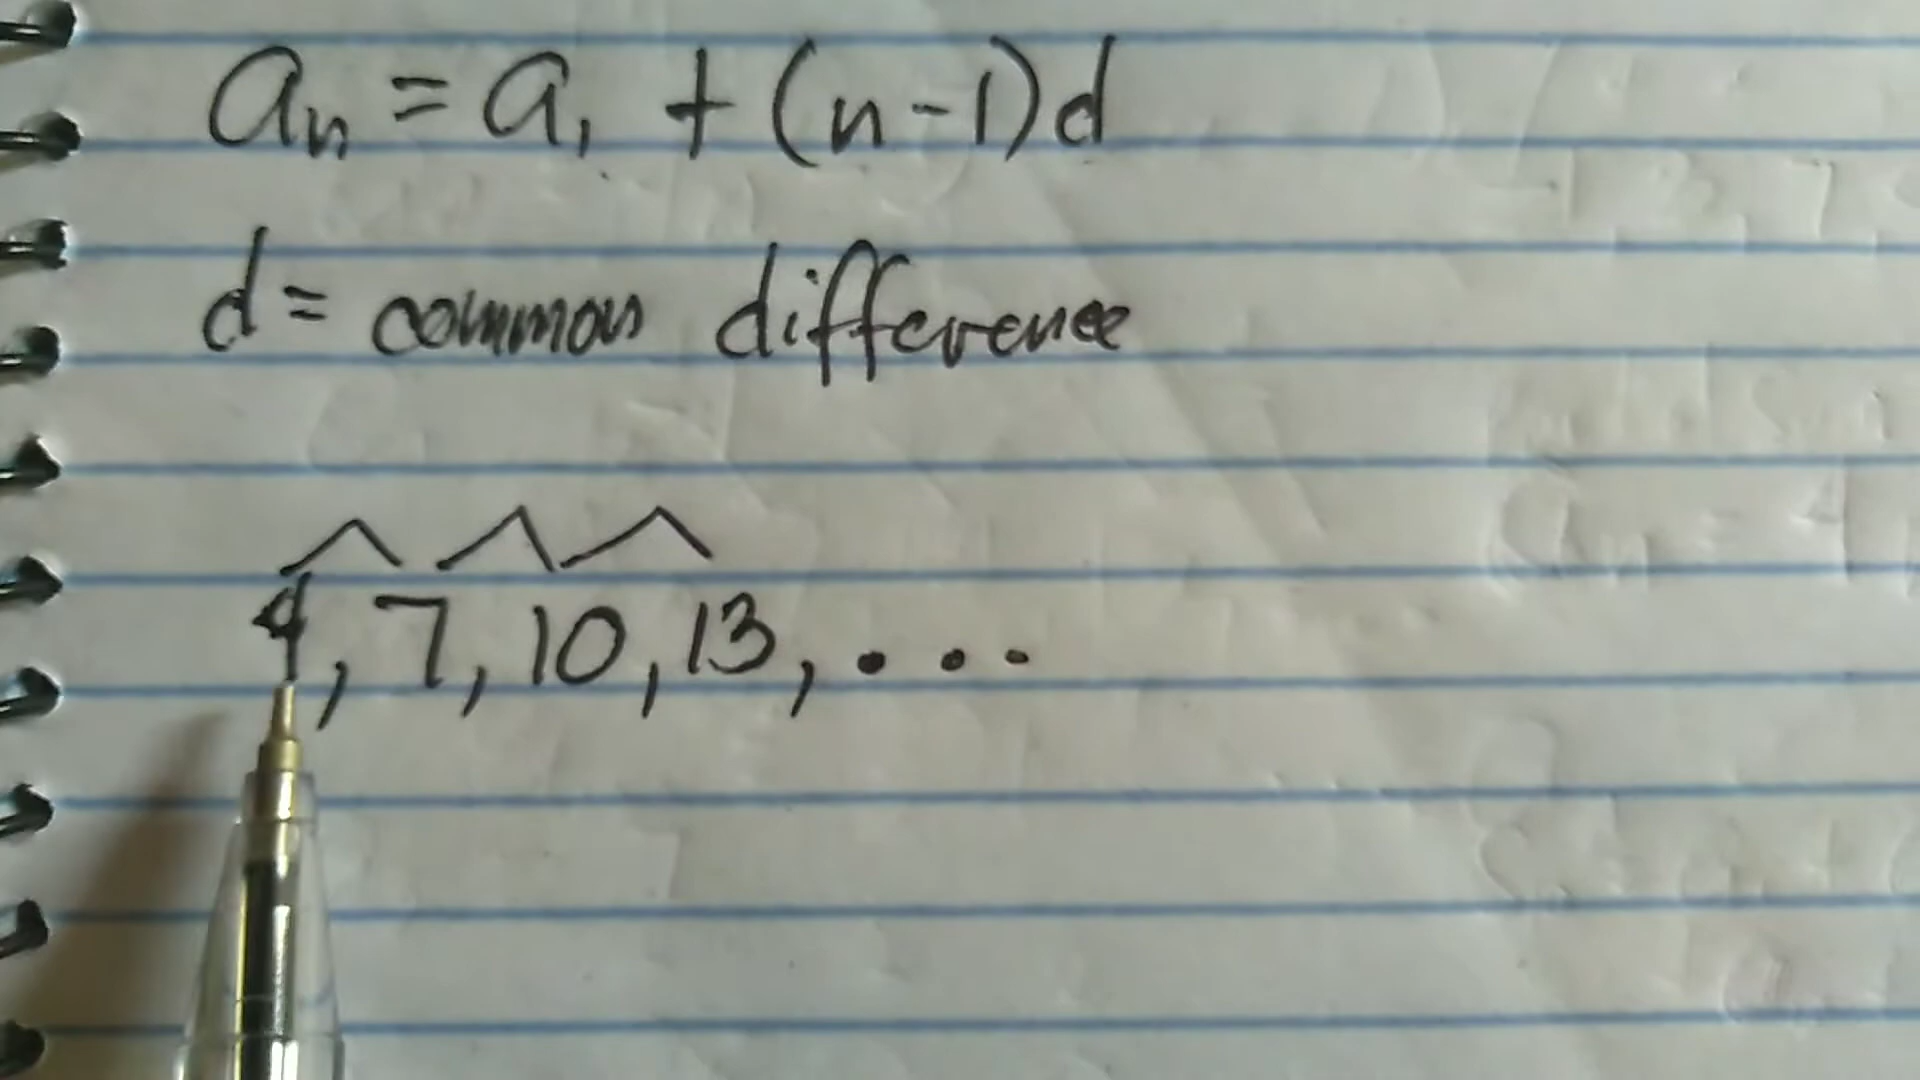 aₙ = a₁ + (n-1)d
d = common difference
4, 7, 10, 13, . . .